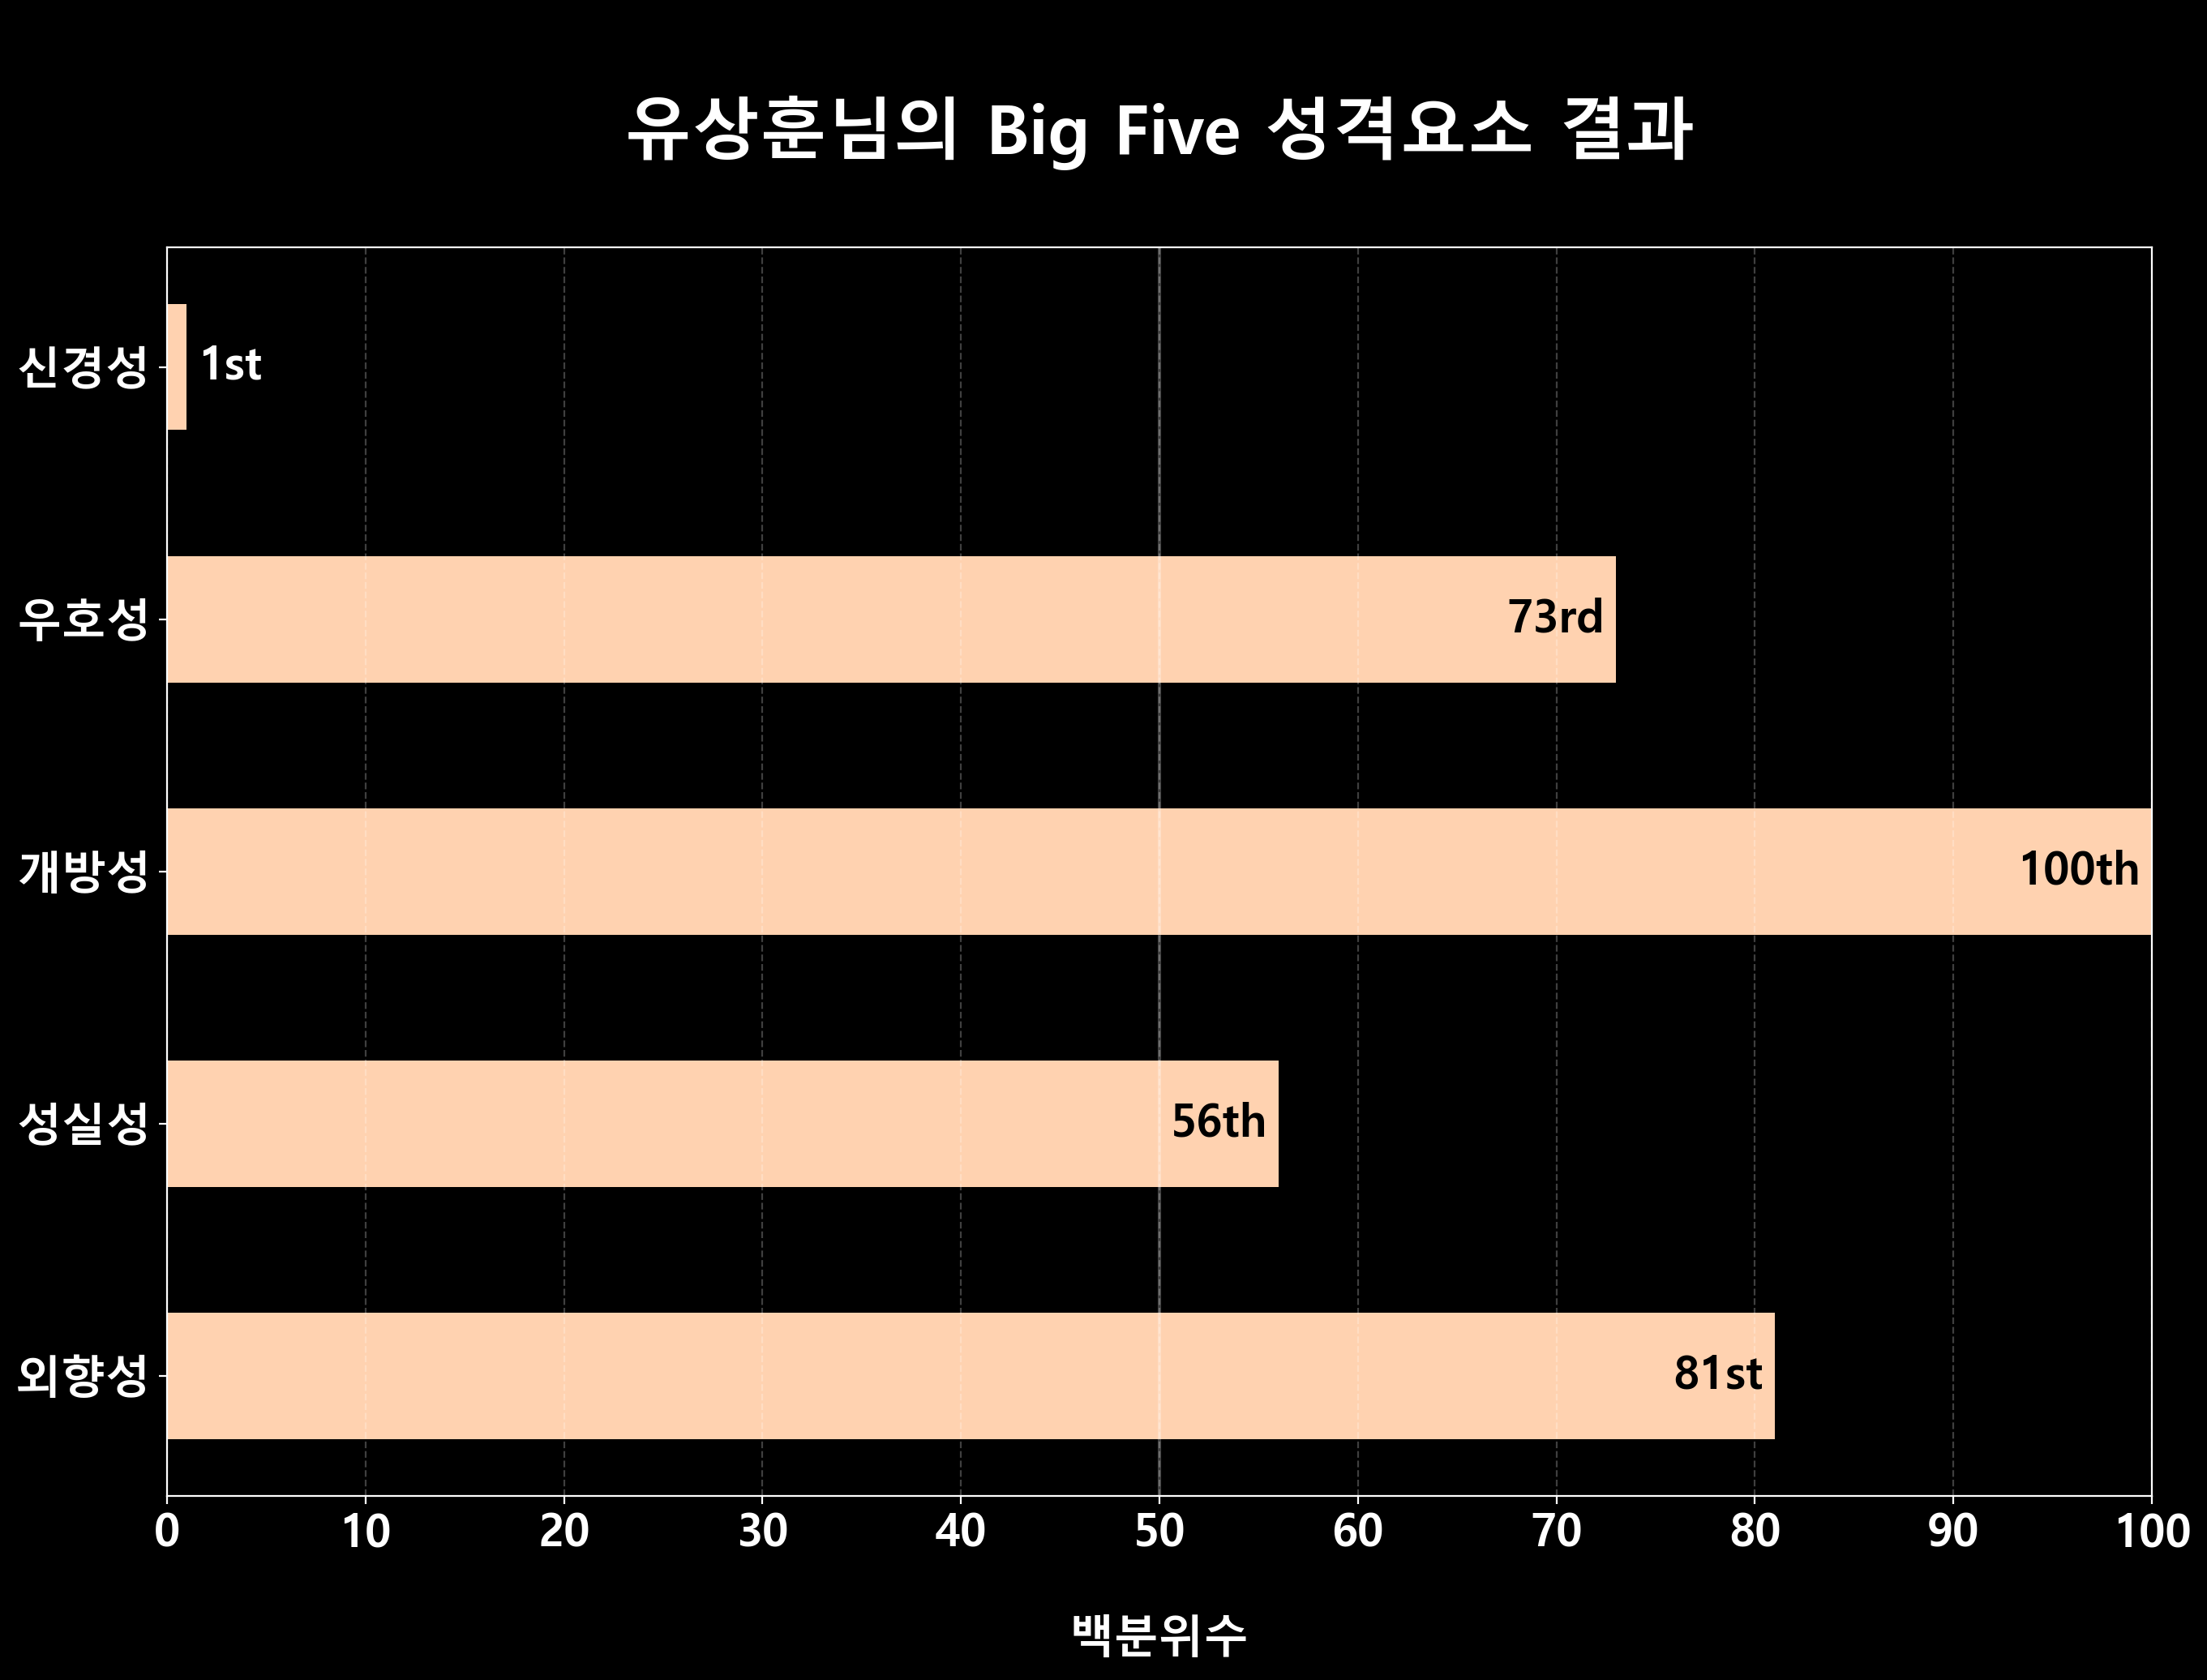 유상훈님의 Big Five 성격요소 결과
신경성 1st
우호성 73rd
개방성 100th
성실성 56th
외향성 81st
0 10 20 30 40 50 60 70 80 90 100
백분위수